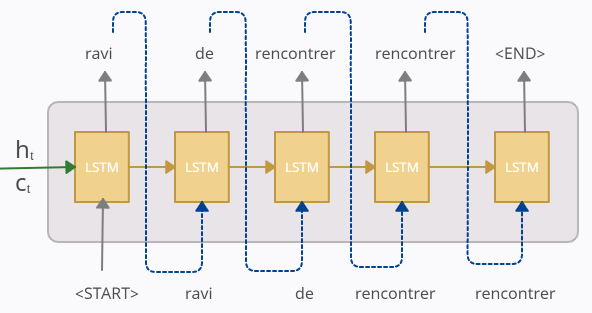 ravi de rencontrer rencontrer <END>
hₜ
LSTM LSTM LSTM LSTM LSTM
cₜ
<START> ravi de rencontrer rencontrer